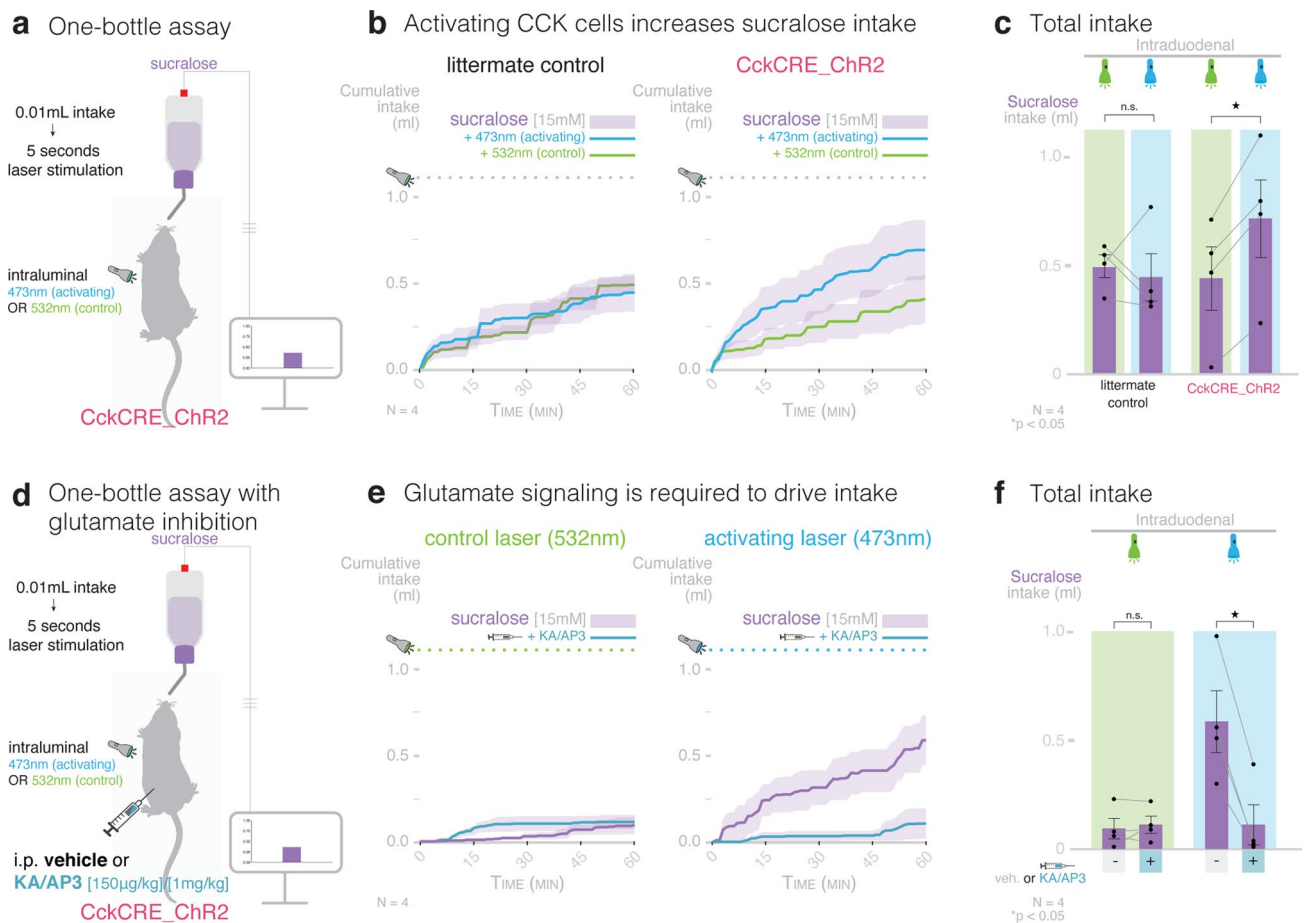 a One-bottle assay
sucralose
0.01mL intake
↓
5 seconds
laser stimulation
intraluminal
473nm (activating)
OR 532nm (control)
CckCRE_ChR2
b Activating CCK cells increases sucralose intake
littermate control
Cumulative
intake
(ml)
sucralose [15mM]
+ 473nm (activating)
+ 532nm (control)
1.0
0.5
0.0
0
15
30
45
60
N = 4
TIME (MIN)
CckCRE_ChR2
Cumulative
intake
(ml)
sucralose [15mM]
+ 473nm (activating)
+ 532nm (control)
1.0
0.5
0.0
0
15
30
45
60
TIME (MIN)
c Total intake
Intraduodenal
Sucralose
intake (ml)
n.s.
★
1.0
0.5
0
littermate
control
CckCRE_ChR2
N = 4
*p < 0.05
d One-bottle assay with
glutamate inhibition
sucralose
0.01mL intake
↓
5 seconds
laser stimulation
intraluminal
473nm (activating)
OR 532nm (control)
i.p. vehicle or
KA/AP3 [150µg/kg]/[1mg/kg]
CckCRE_ChR2
e Glutamate signaling is required to drive intake
control laser (532nm)
Cumulative
intake
(ml)
sucralose [15mM]
+ KA/AP3
1.0
0.5
0.0
0
15
30
45
60
N = 4
TIME (MIN)
activating laser (473nm)
Cumulative
intake
(ml)
sucralose [15mM]
+ KA/AP3
1.0
0.5
0.0
0
15
30
45
60
TIME (MIN)
f Total intake
Intraduodenal
Sucralose
intake (ml)
n.s.
★
1.0
0.5
0
- + - +
veh. or KA/AP3
N = 4
*p < 0.05